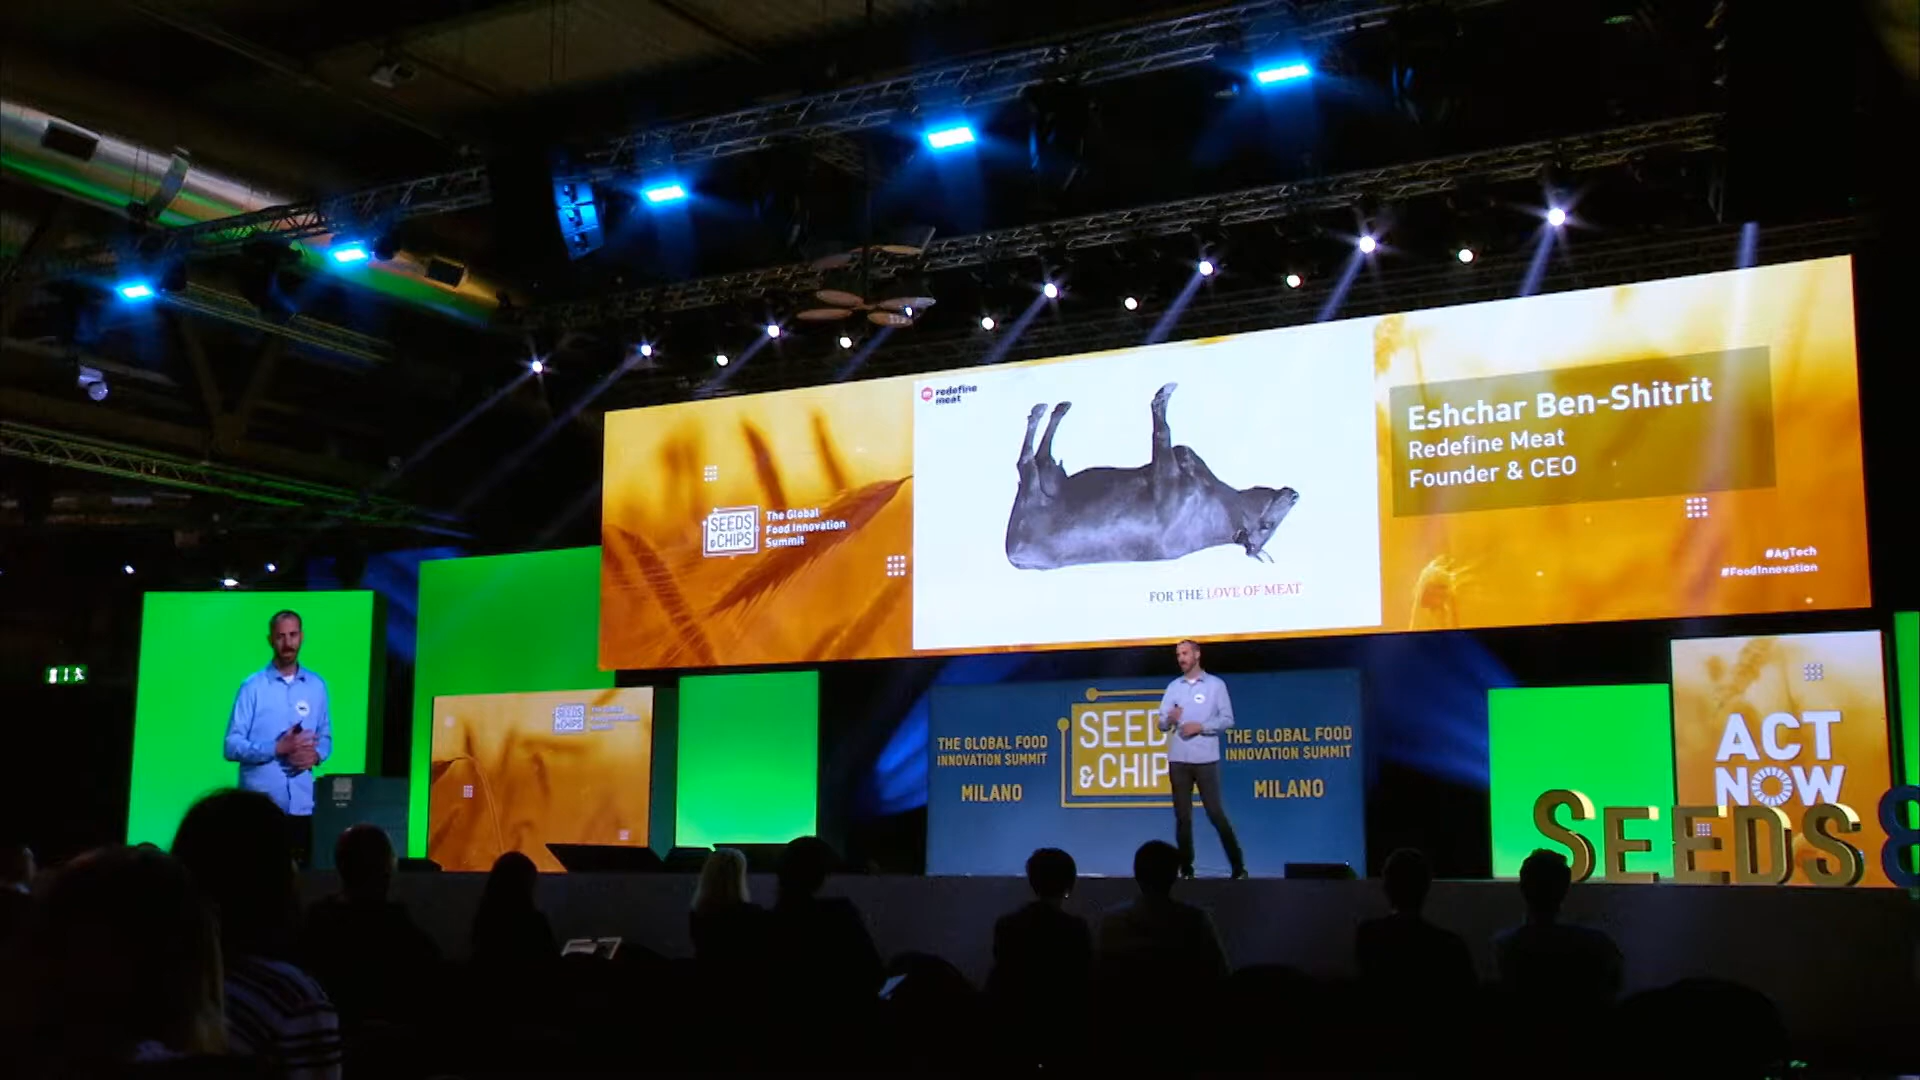 redefine
meat
FOR THE LOVE OF MEAT
Eshchar Ben-Shitrit
Redefine Meat
Founder & CEO
#AgTech
#FoodInnovation
SEEDS
&CHIPS
The Global
Food Innovation
Summit
SEEDS
&CHIPS
THE GLOBAL FOOD
INNOVATION SUMMIT
MILANO
SEED
&CHIP
THE GLOBAL FOOD
INNOVATION SUMMIT
MILANO
ACT
NOW
SEEDS &